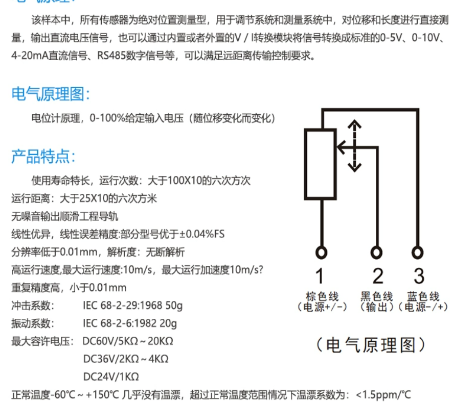 该样本中，所有传感器为绝对位置测量型，用于调节系统和测量系统中，对位移和长度进行直接测
量，输出直流电压信号，也可以通过内置或者外置的V / I转换模块将信号转换成标准的0-5V、0-10V、
4-20mA直流信号、RS485数字信号等，可以满足远距离传输控制要求。
电气原理图：
电位计原理，0-100%给定输入电压（随位移变化而变化）
产品特点：
使用寿命特长，运行次数：大于100X10的六次方次
运行距离：大于25X10的六次方米
无噪音输出顺滑工程导轨
线性优异，线性误差精度:部分型号优于±0.04%FS
分辨率低于0.01mm，解析度：无断解析
高运行速度,最大运行速度:10m/s，最大运行加速度10m/s?
重复精度高，小于0.01mm
冲击系数： IEC 68-2-29:1968 50g
振动系数： IEC 68-2-6:1982 20g
最大容许电压： DC60V/5KΩ～20KΩ
DC36V/2KΩ～4KΩ
DC24V/1KΩ
正常温度-60℃～+150℃ 几乎没有温漂，超过正常温度范围情况下温漂系数为：<1.5ppm/℃
1 2 3
棕色线 黑色线 蓝色线
（电源+/-）（输出）（电源-/+）
（电气原理图）